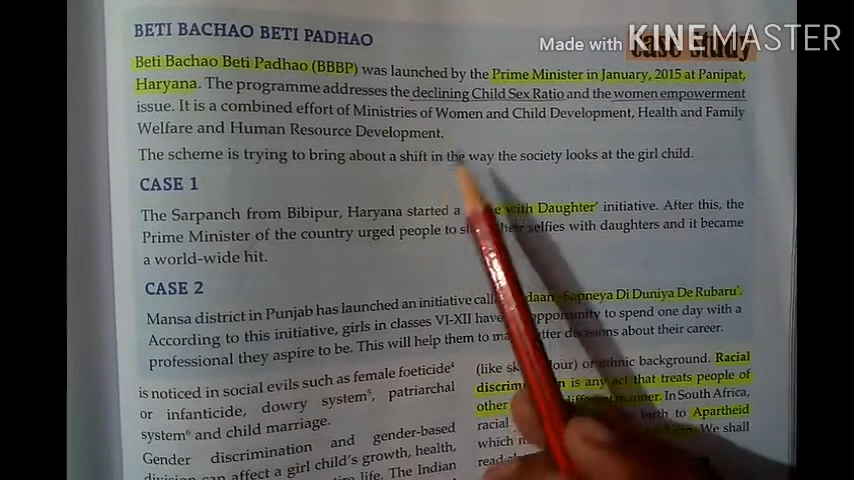 Made with KINEMASTER
case study
BETI BACHAO BETI PADHAO
Beti Bachao Beti Padhao (BBBP) was launched by the Prime Minister in January, 2015 at Panipat,
Haryana. The programme addresses the declining Child Sex Ratio and the women empowerment
issue. It is a combined effort of Ministries of Women and Child Development, Health and Family
Welfare and Human Resource Development.
The scheme is trying to bring about a shift in the way the society looks at the girl child.
CASE 1
The Sarpanch from Bibipur, Haryana started a with Daughter' initiative. After this, the
Prime Minister of the country urged people to their selfies with daughters and it became
a world-wide hit.
CASE 2
Mansa district in Punjab has launched an initiative Sapneya Di Duniya De Rubaru'.
According to this initiative, girls in classes VI-XII have opportunity to spend one day with a
professional they aspire to be. This will help them to decisions about their career.
is noticed in social evils such as female foeticide4
or infanticide, dowry system5, patriarchal
system6 and child marriage.
Gender discrimination and gender-based
division can affect a girl child's growth, health,
life. The Indian
(like or ethnic background. Racial
is any act that treats people of
other manner. In South Africa,
racial birth to Apartheid
which We shall
read